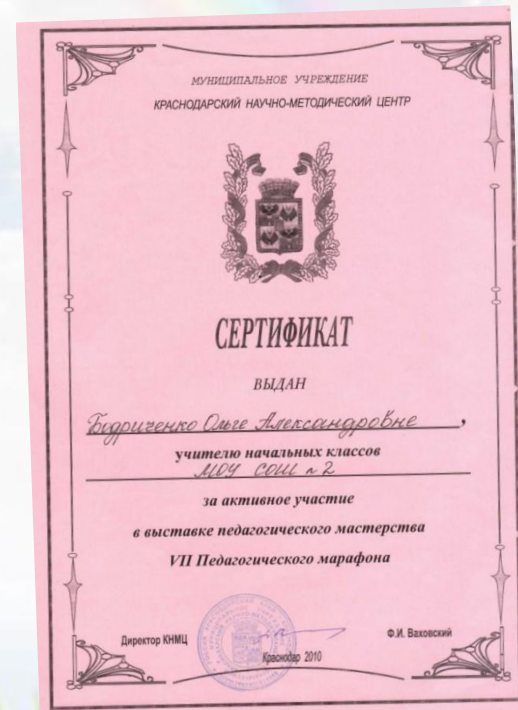 МУНИЦИПАЛЬНОЕ УЧРЕЖДЕНИЕ
КРАСНОДАРСКИЙ НАУЧНО-МЕТОДИЧЕСКИЙ ЦЕНТР
СЕРТИФИКАТ
ВЫДАН
Бодриченко Ольге Александровне,
учителю начальных классов
МОУ СОШ № 2
за активное участие
в выставке педагогического мастерства
VII Педагогического марафона
Директор КНМЦ
Ф.И. Ваховский
Краснодар 2010